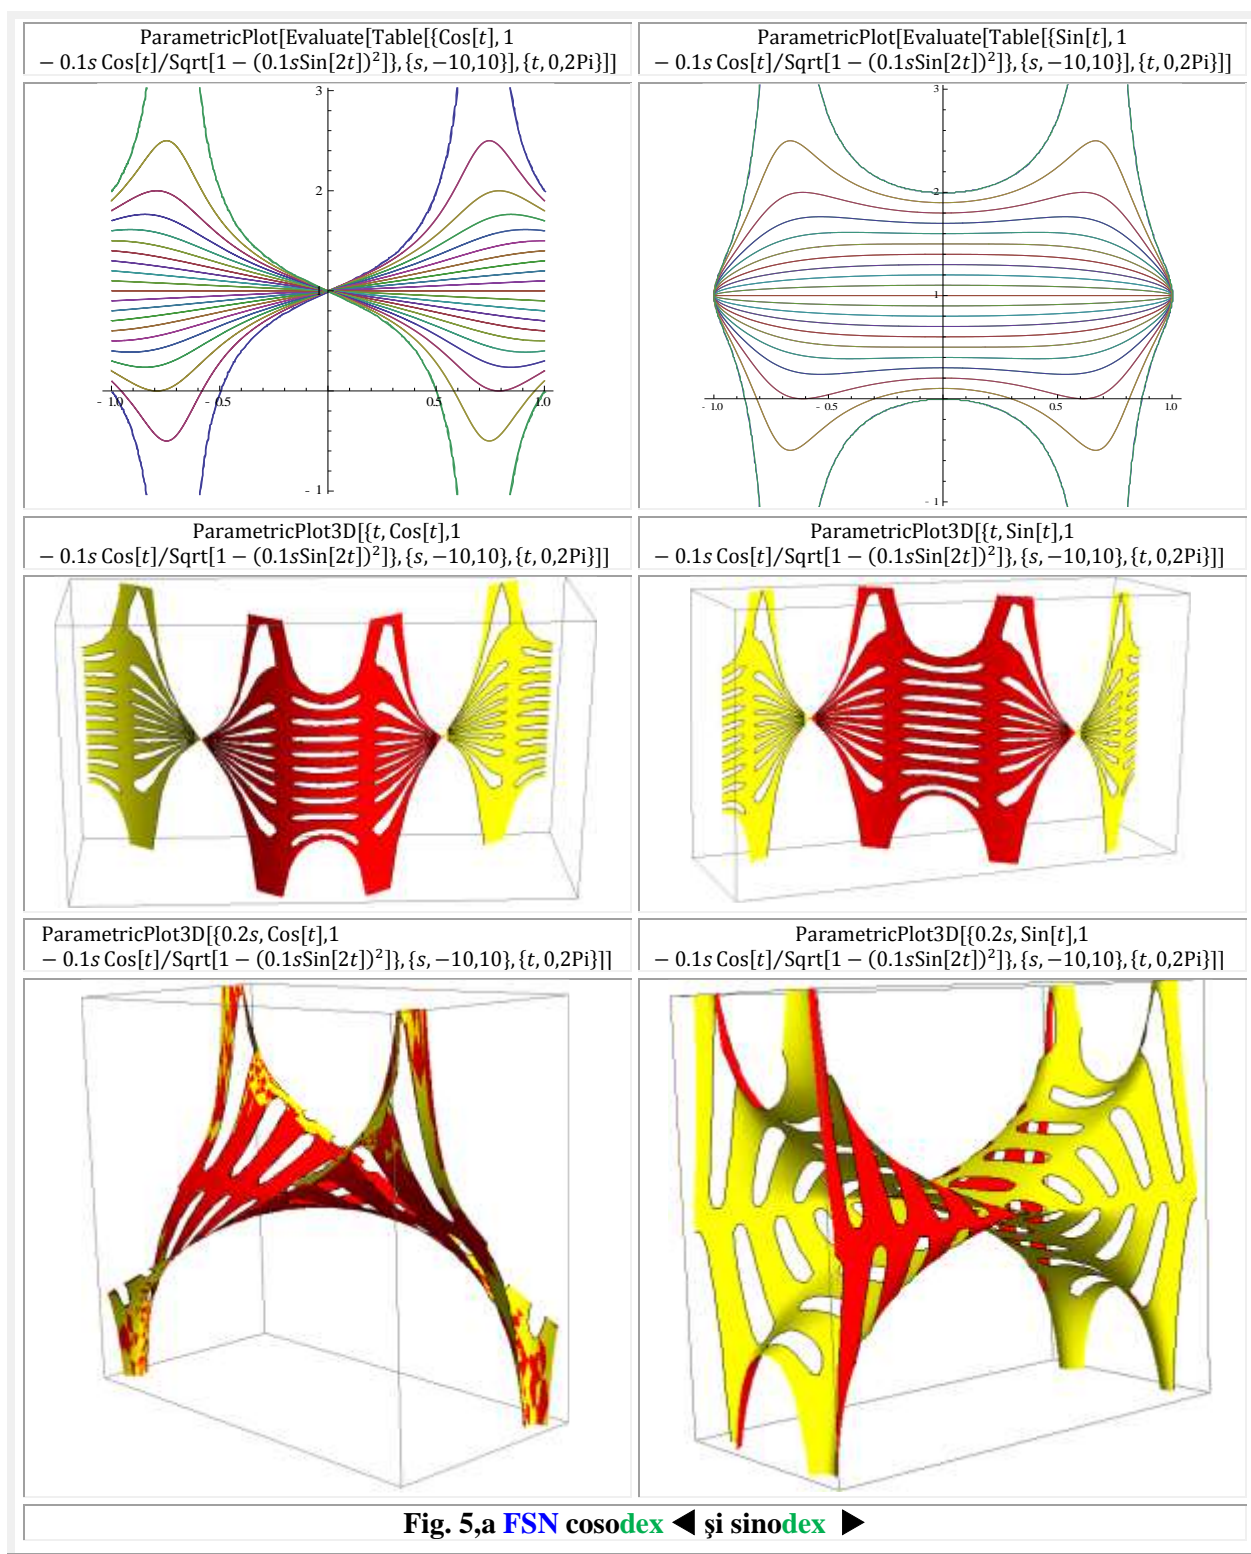 ParametricPlot[Evaluate[Table[{Cos[t], 1
− 0.1s Cos[t]/Sqrt[1 − (0.1sSin[2t])²]},{s, −10,10}], {t, 0,2Pi}]]
ParametricPlot[Evaluate[Table[{Sin[t], 1
− 0.1s Cos[t]/Sqrt[1 − (0.1sSin[2t])²]},{s, −10,10}], {t, 0,2Pi}]]
3
2
1
- 1.0
- 0.5
0.5
1.0
- 1
3
2
1
- 1.0
- 0.5
0.5
1.0
- 1
ParametricPlot3D[{t, Cos[t],1
− 0.1s Cos[t]/Sqrt[1 − (0.1sSin[2t])²]},{s, −10,10},{t, 0,2Pi}]]
ParametricPlot3D[{t, Sin[t],1
− 0.1s Cos[t]/Sqrt[1 − (0.1sSin[2t])²]},{s, −10,10},{t, 0,2Pi}]]
ParametricPlot3D[{0.2s, Cos[t],1
− 0.1s Cos[t]/Sqrt[1 − (0.1sSin[2t])²]},{s, −10,10},{t, 0,2Pi}]]
ParametricPlot3D[{0.2s, Sin[t],1
− 0.1s Cos[t]/Sqrt[1 − (0.1sSin[2t])²]},{s, −10,10},{t, 0,2Pi}]]
Fig. 5,a FSN cosodex ◄ şi sinodex ►